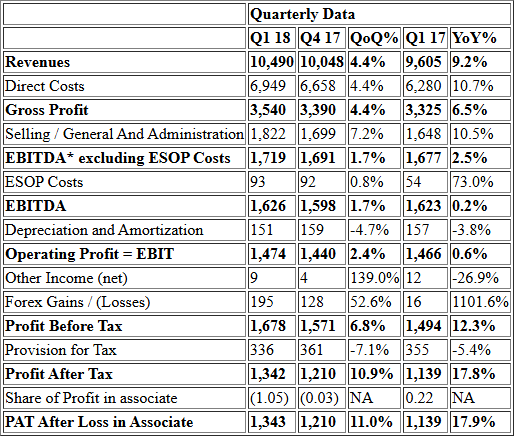 Quarterly Data
Q1 18 Q4 17 QoQ% Q1 17 YoY%
Revenues 10,490 10,048 4.4% 9,605 9.2%
Direct Costs 6,949 6,658 4.4% 6,280 10.7%
Gross Profit 3,540 3,390 4.4% 3,325 6.5%
Selling / General And Administration 1,822 1,699 7.2% 1,648 10.5%
EBITDA* excluding ESOP Costs 1,719 1,691 1.7% 1,677 2.5%
ESOP Costs 93 92 0.8% 54 73.0%
EBITDA 1,626 1,598 1.7% 1,623 0.2%
Depreciation and Amortization 151 159 -4.7% 157 -3.8%
Operating Profit = EBIT 1,474 1,440 2.4% 1,466 0.6%
Other Income (net) 9 4 139.0% 12 -26.9%
Forex Gains / (Losses) 195 128 52.6% 16 1101.6%
Profit Before Tax 1,678 1,571 6.8% 1,494 12.3%
Provision for Tax 336 361 -7.1% 355 -5.4%
Profit After Tax 1,342 1,210 10.9% 1,139 17.8%
Share of Profit in associate (1.05) (0.03) NA 0.22 NA
PAT After Loss in Associate 1,343 1,210 11.0% 1,139 17.9%